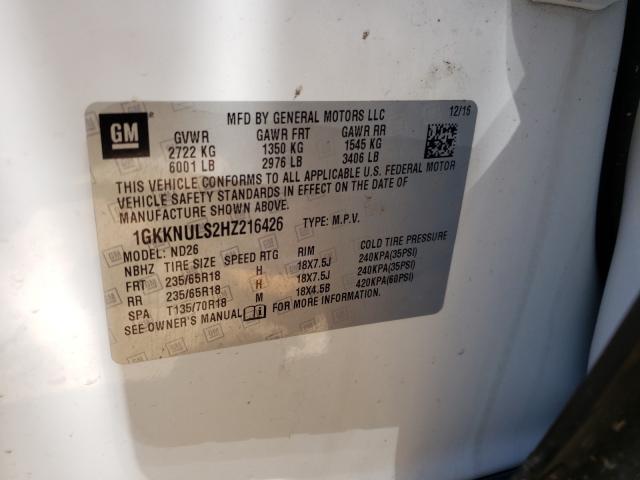 GM
MFD BY GENERAL MOTORS LLC 12/16
GVWR GAWR FRT GAWR RR
2722 KG 1350 KG 1545 KG
6001 LB 2976 LB 3406 LB
THIS VEHICLE CONFORMS TO ALL APPLICABLE U.S. FEDERAL MOTOR
VEHICLE SAFETY STANDARDS IN EFFECT ON THE DATE OF
MANUFACTURE SHOWN ABOVE.
1GKKNULS2HZ216426 TYPE: M.P.V.
MODEL: ND26
NBHZ TIRE SIZE SPEED RTG RIM COLD TIRE PRESSURE
FRT 235/65R18 H 18X7.5J 240KPA(35PSI)
RR 235/65R18 H 18X7.5J 240KPA(35PSI)
SPA T135/70R18 M 18X4.5B 420KPA(60PSI)
SEE OWNER'S MANUAL FOR MORE INFORMATION.